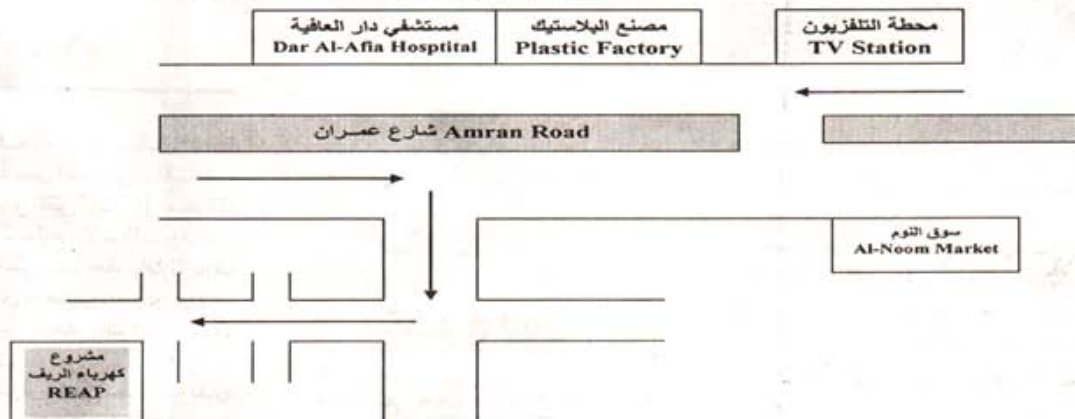 مستشفي دار العافية
Dar Al-Afia Hosptital
مصنع البلاستيك
Plastic Factory
محطة التلفزيون
TV Station
شارع عمران Amran Road
سوق النوم
Al-Noom Market
مشروع
كهرباء الريف
REAP